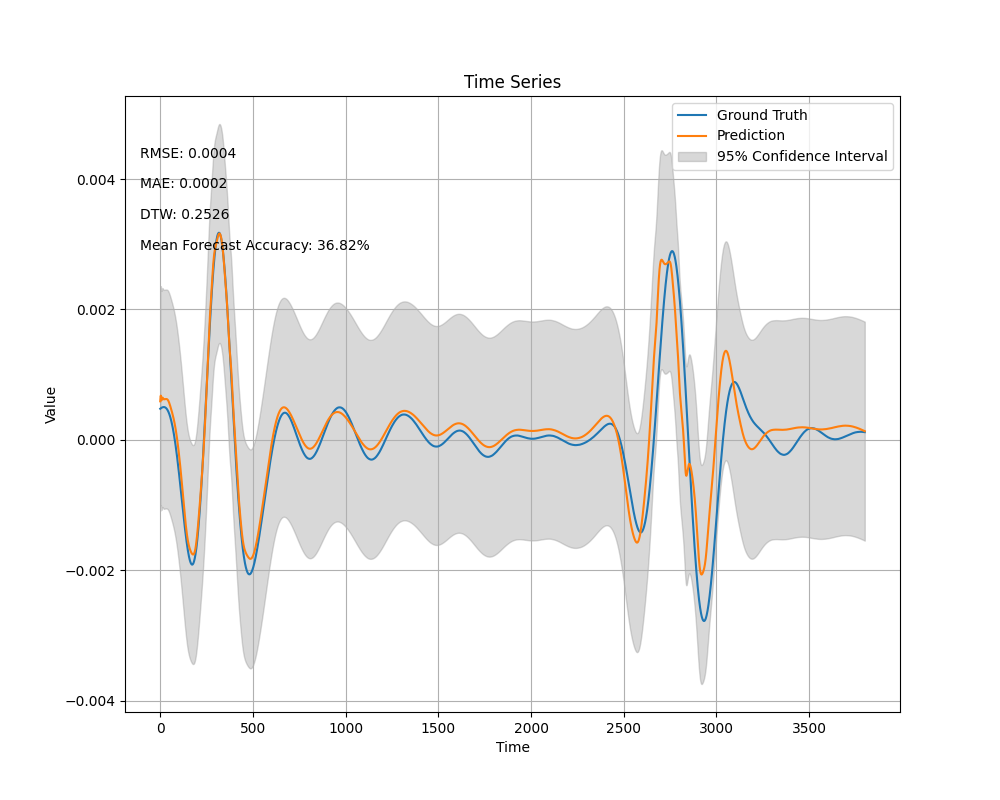 Time Series
Ground Truth
Prediction
95% Confidence Interval
RMSE: 0.0004
MAE: 0.0002
DTW: 0.2526
Mean Forecast Accuracy: 36.82%
Value
0.004
0.002
0.000
−0.002
−0.004
0
500
1000
1500
2000
2500
3000
3500
Time